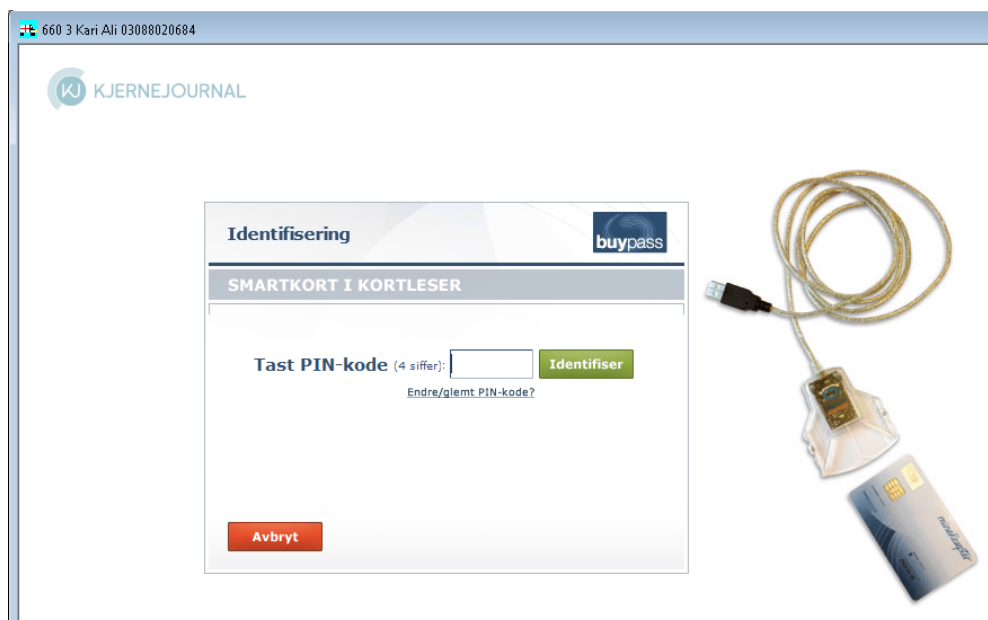 660 3 Kari Ali 03088020684
KJ KJERNEJOURNAL
Identifisering
buypass
SMARTKORT I KORTLESER
Tast PIN-kode (4 siffer):
Identifiser
Endre/glemt PIN-kode?
Avbryt